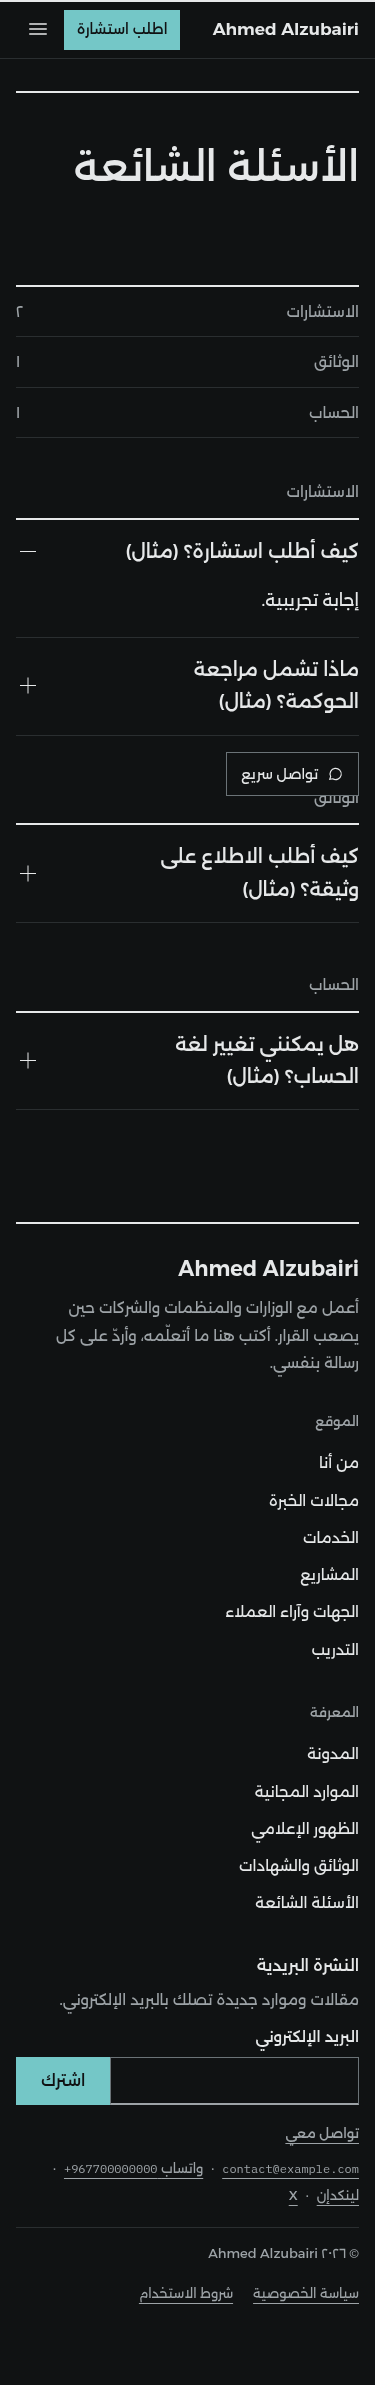 Ahmed Alzubairi
اطلب استشارة
الأسئلة الشائعة
الاستشارات ٢
الوثائق ١
الحساب ١
الاستشارات
كيف أطلب استشارة؟ (مثال)
إجابة تجريبية.
ماذا تشمل مراجعة
الحوكمة؟ (مثال)
تواصل سريع
الوثائق
كيف أطلب الاطلاع على
وثيقة؟ (مثال)
الحساب
هل يمكنني تغيير لغة
الحساب؟ (مثال)
Ahmed Alzubairi
أعمل مع الوزارات والمنظمات والشركات حين
يصعب القرار. أكتب هنا ما أتعلّمه، وأردّ على كل
رسالة بنفسي.
الموقع
من أنا
مجالات الخبرة
الخدمات
المشاريع
الجهات وآراء العملاء
التدريب
المعرفة
المدونة
الموارد المجانية
الظهور الإعلامي
الوثائق والشهادات
الأسئلة الشائعة
النشرة البريدية
مقالات وموارد جديدة تصلك بالبريد الإلكتروني.
البريد الإلكتروني
اشترك
تواصل معي
contact@example.com · واتساب +967700000000 ·
لينكدإن · X
© ٢٠٢٦ Ahmed Alzubairi
سياسة الخصوصية شروط الاستخدام